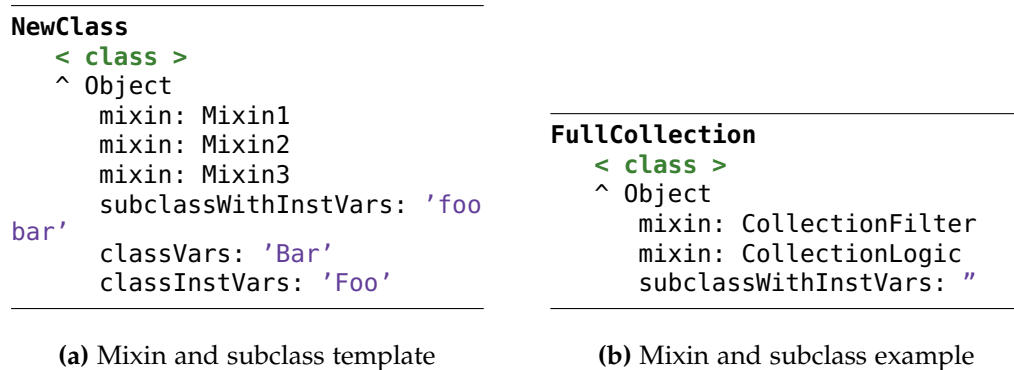 NewClass
< class >
^ Object
mixin: Mixin1
mixin: Mixin2
mixin: Mixin3
subclassWithInstVars: ’foo
bar’
classVars: ’Bar’
classInstVars: ’Foo’
(a) Mixin and subclass template
FullCollection
< class >
^ Object
mixin: CollectionFilter
mixin: CollectionLogic
subclassWithInstVars: ”
(b) Mixin and subclass example